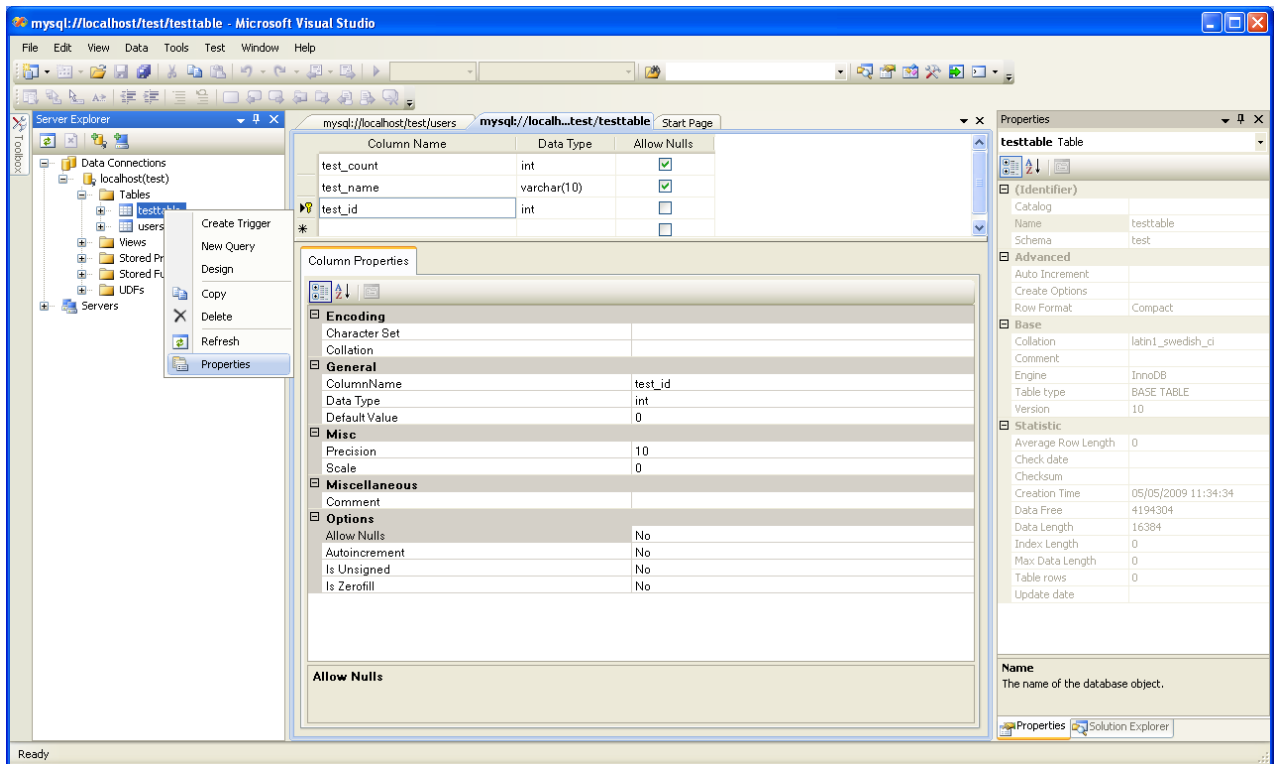 mysql://localhost/test/testtable - Microsoft Visual Studio
File Edit View Data Tools Test Window Help
Server Explorer
Toolbox
Data Connections
localhost(test)
Tables
testtable
users
Views
Stored Pr
Stored Fu
UDFs
Servers
Create Trigger
New Query
Design
Copy
Delete
Refresh
Properties
mysql://localhost/test/users mysql://localh...test/testtable Start Page
Column Name Data Type Allow Nulls
test_count int
test_name varchar(10)
test_id int
Column Properties
Encoding
Character Set
Collation
General
ColumnName test_id
Data Type int
Default Value 0
Misc
Precision 10
Scale 0
Miscellaneous
Comment
Options
Allow Nulls No
Autoincrement No
Is Unsigned No
Is Zerofill No
Allow Nulls
Properties
testtable Table
(Identifier)
Catalog
Name testtable
Schema test
Advanced
Auto Increment
Create Options
Row Format Compact
Base
Collation latin1_swedish_ci
Comment
Engine InnoDB
Table type BASE TABLE
Version 10
Statistic
Average Row Length 0
Check date
Checksum
Creation Time 05/05/2009 11:34:34
Data Free 4194304
Data Length 16384
Index Length 0
Max Data Length 0
Table rows 0
Update date
Name
The name of the database object.
Properties Solution Explorer
Ready